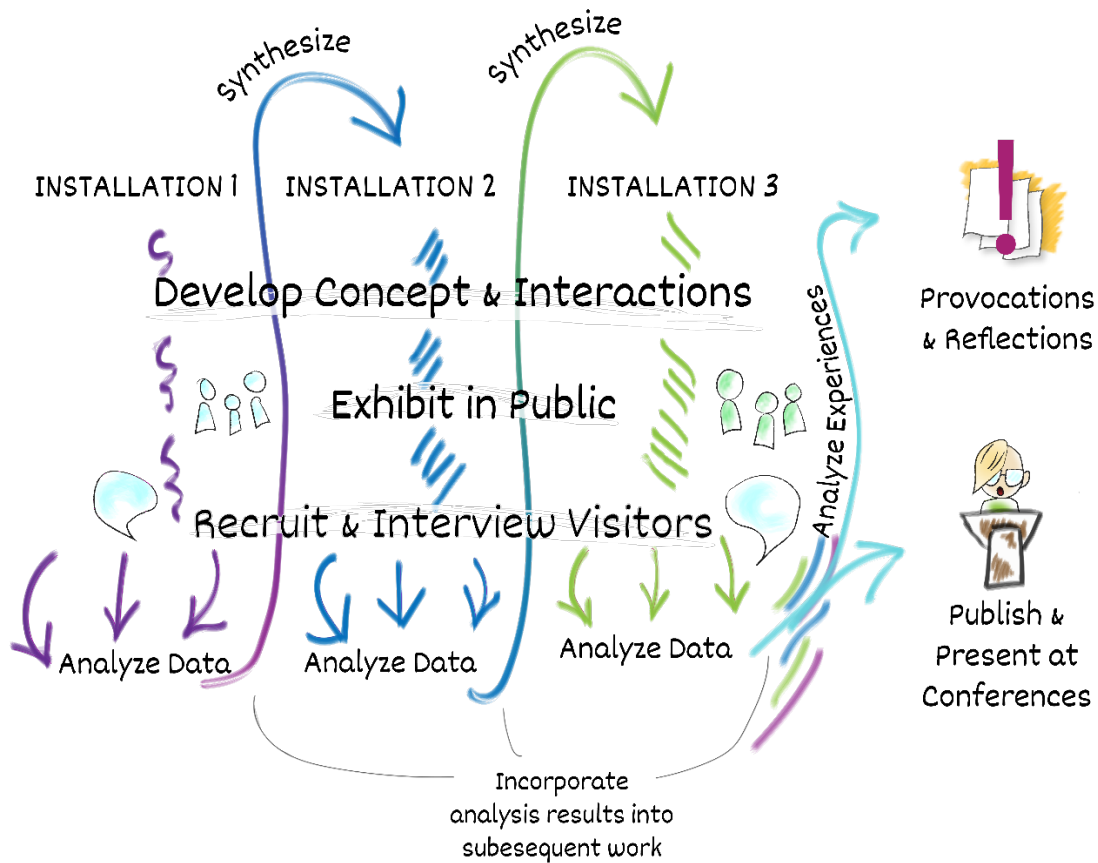 Synthesize
Synthesize
INSTALLATION 1
INSTALLATION 2
INSTALLATION 3
Develop Concept & Interactions
Exhibit in Public
Recruit & Interview Visitors
Analyze Data
Analyze Data
Analyze Data
Incorporate
analysis results into
subesequent work
Analyze Experiences
Provocations
& Reflections
Publish &
Present at
Conferences